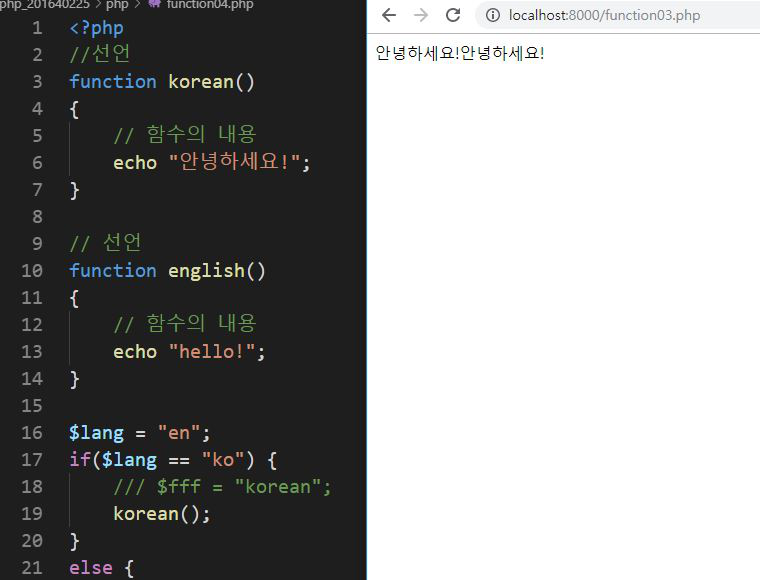 php_201640225 > php > function04.php
1 <?php
2 //선언
3 function korean()
4 {
5     // 함수의 내용
6     echo "안녕하세요!";
7 }
8
9 // 선언
10 function english()
11 {
12     // 함수의 내용
13     echo "hello!";
14 }
15
16 $lang = "en";
17 if($lang == "ko") {
18     /// $fff = "korean";
19     korean();
20 }
21 else {
localhost:8000/function03.php
안녕하세요!안녕하세요!